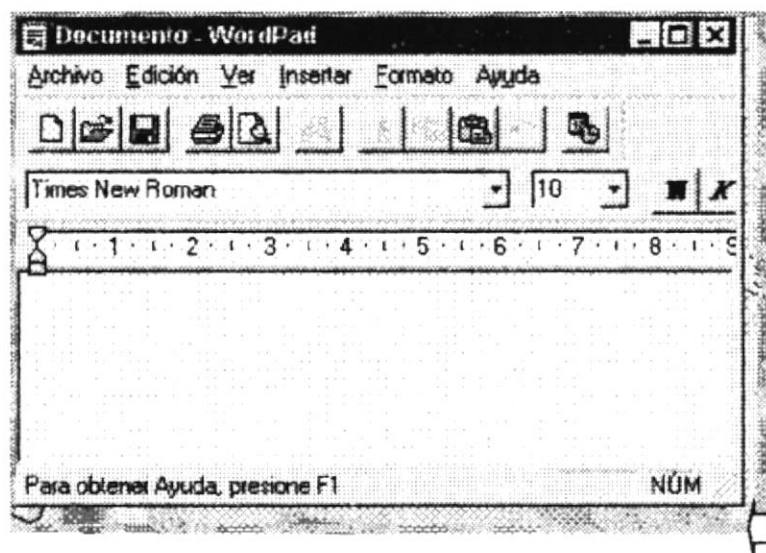 Documento - WordPad
Archivo Edición Ver Insertar Formato Ayuda
Times New Roman 10 N K
1 2 3 4 5 6 7 8 9
Para obtener Ayuda, presione F1 NÚM